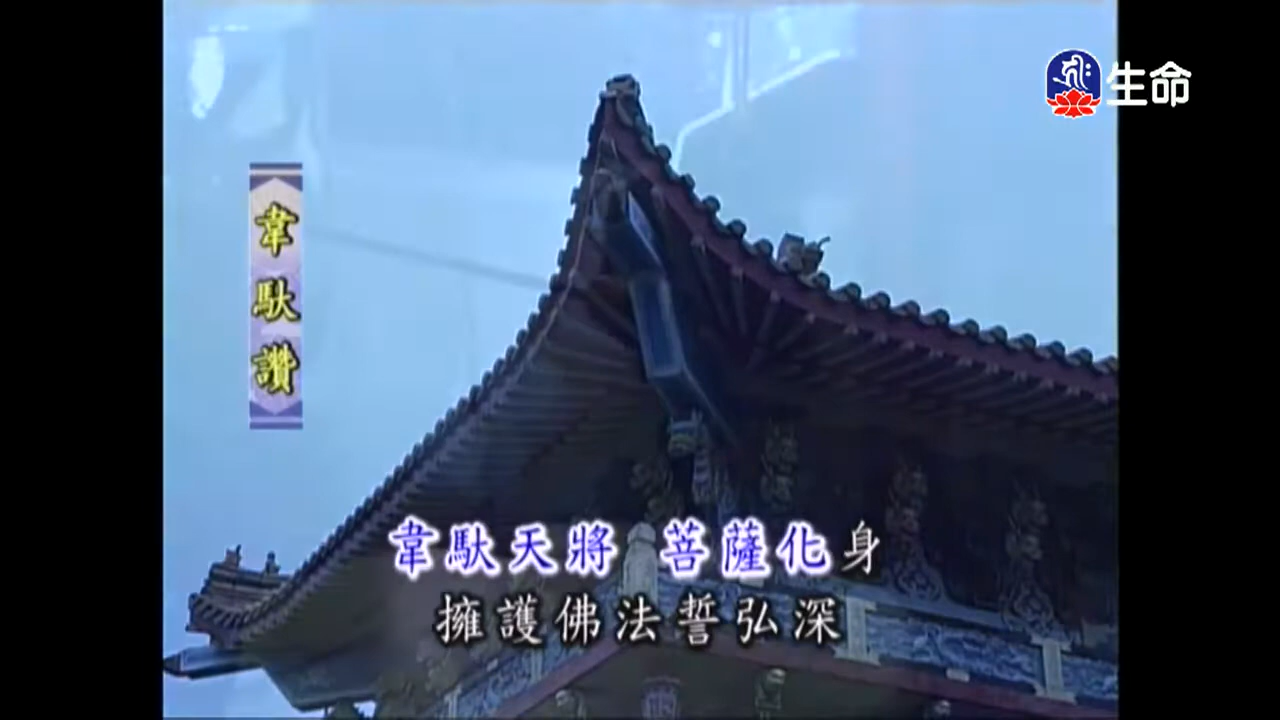 生命
韋馱讚
韋馱天將 菩薩化身
擁護佛法誓弘深